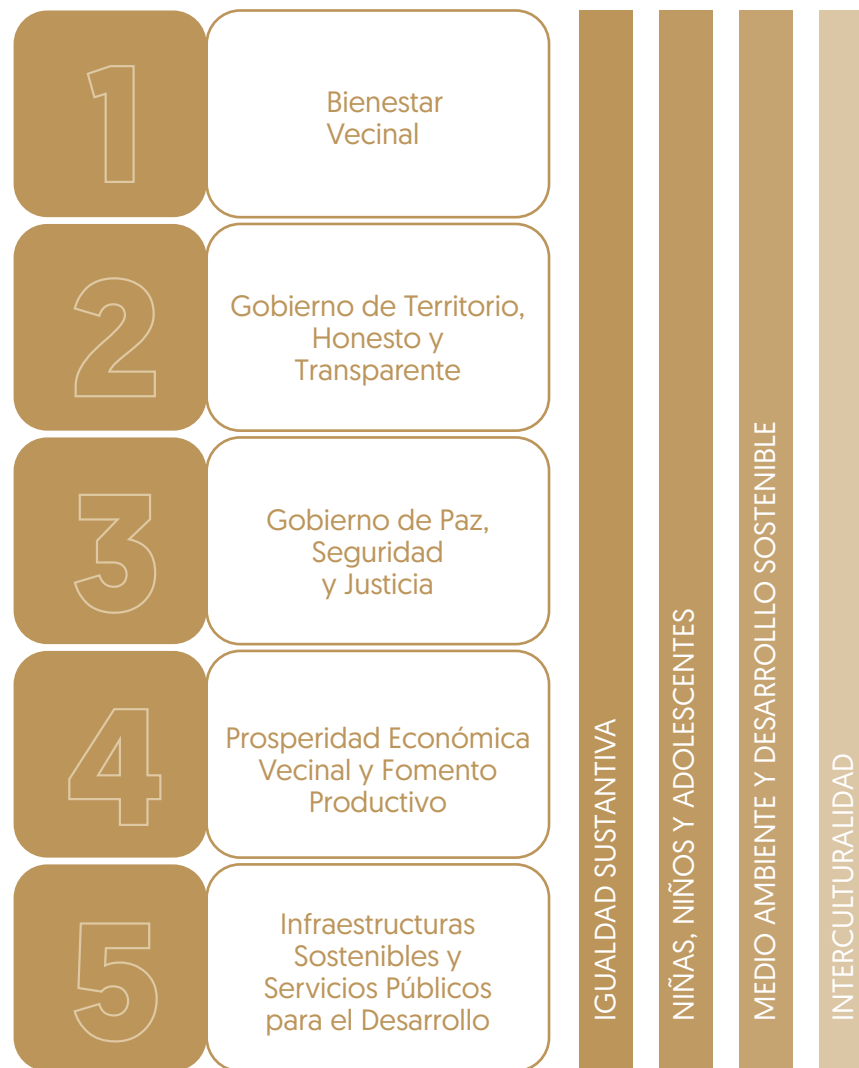 1
Bienestar
Vecinal
2
Gobierno de Territorio,
Honesto y
Transparente
3
Gobierno de Paz,
Seguridad
y Justicia
4
Prosperidad Económica
Vecinal y Fomento
Productivo
5
Infraestructuras
Sostenibles y
Servicios Públicos
para el Desarrollo
IGUALDAD SUSTANTIVA
NIÑAS, NIÑOS Y ADOLESCENTES
MEDIO AMBIENTE Y DESARROLLLO SOSTENIBLE
INTERCULTURALIDAD